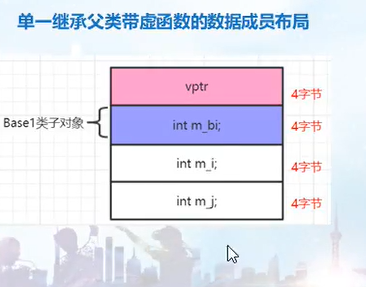 单一继承父类带虚函数的数据成员布局
vptr
4字节
Base1类子对象
int m_bi;
4字节
int m_i;
4字节
int m_j;
4字节